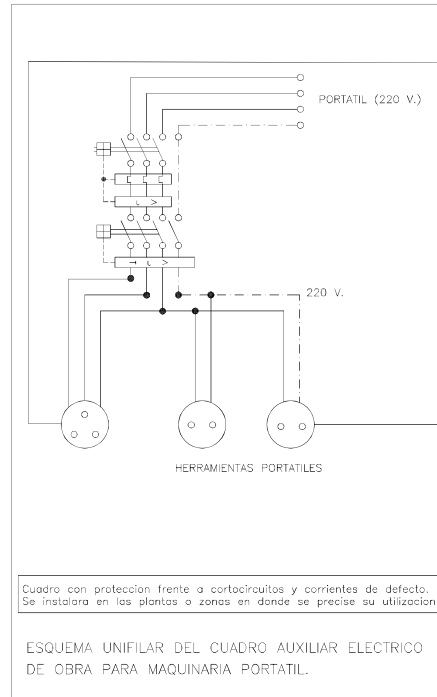 PORTATIL (220 V.)
220 V.
HERRAMIENTAS PORTATILES
Cuadro con proteccion frente a cortocircuitos y corrientes de defecto.
Se instalara en las plantas o zonas en donde se precise su utilizacion
ESQUEMA UNIFILAR DEL CUADRO AUXILIAR ELECTRICO
DE OBRA PARA MAQUINARIA PORTATIL.